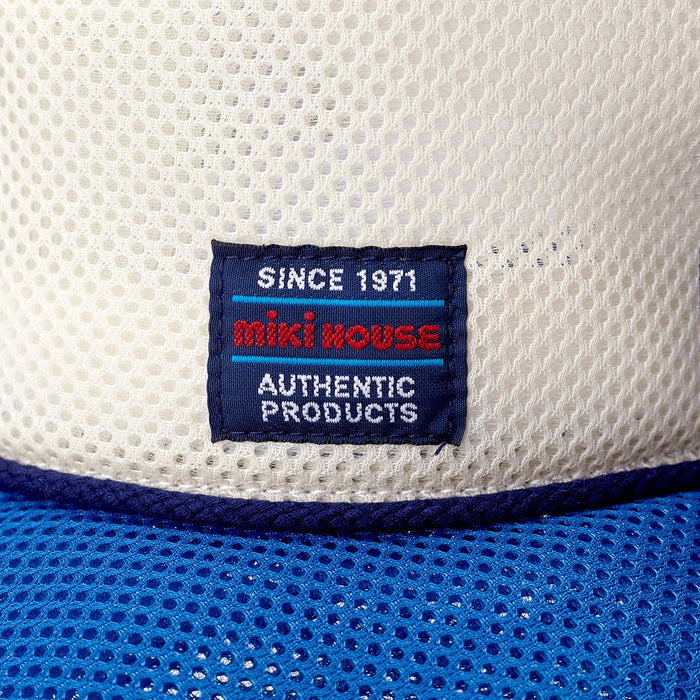 SINCE 1971
miki HOUSE
AUTHENTIC
PRODUCTS